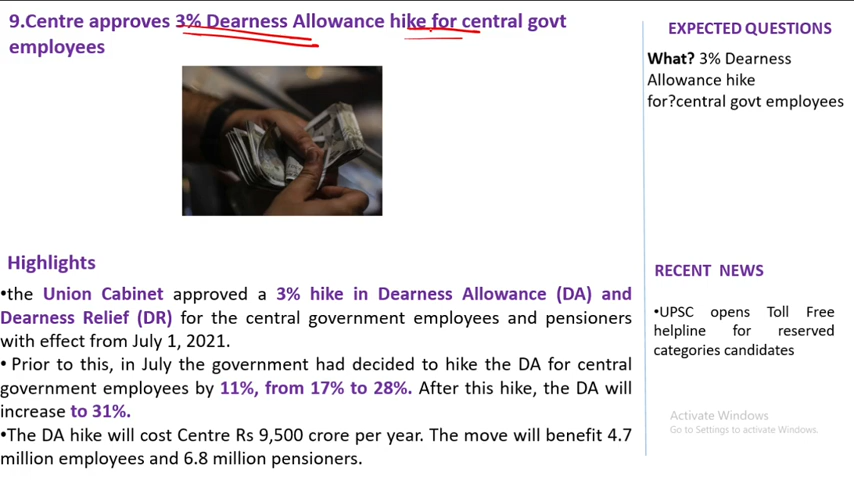 9.Centre approves 3% Dearness Allowance hike for central govt
employees
Highlights
•the Union Cabinet approved a 3% hike in Dearness Allowance (DA) and
Dearness Relief (DR) for the central government employees and pensioners
with effect from July 1, 2021.
• Prior to this, in July the government had decided to hike the DA for central
government employees by 11%, from 17% to 28%. After this hike, the DA will
increase to 31%.
•The DA hike will cost Centre Rs 9,500 crore per year. The move will benefit 4.7
million employees and 6.8 million pensioners.
EXPECTED QUESTIONS
What? 3% Dearness
Allowance hike
for?central govt employees
RECENT NEWS
•UPSC opens Toll Free
helpline for reserved
categories candidates
Activate Windows
Go to Settings to activate Windows.